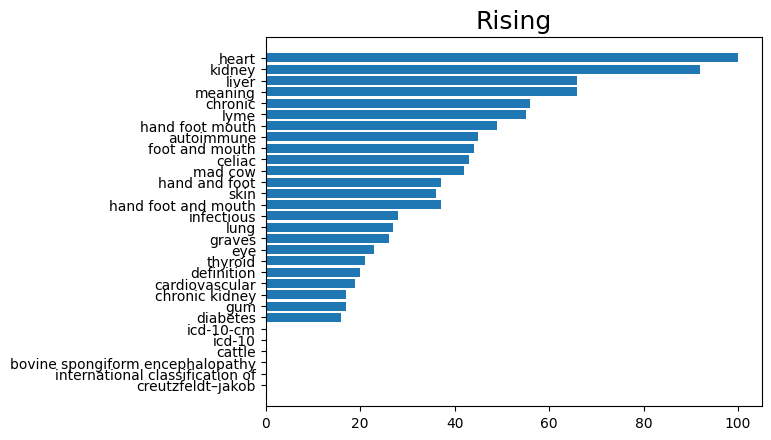 Rising
heart
kidney
liver
meaning
chronic
lyme
hand foot mouth
autoimmune
foot and mouth
celiac
mad cow
hand and foot
skin
hand foot and mouth
infectious
lung
graves
eye
thyroid
definition
cardiovascular
chronic kidney
gum
diabetes
icd-10-cm
icd-10
cattle
bovine spongiform encephalopathy
international classification of
creutzfeldt–jakob
0 20 40 60 80 100